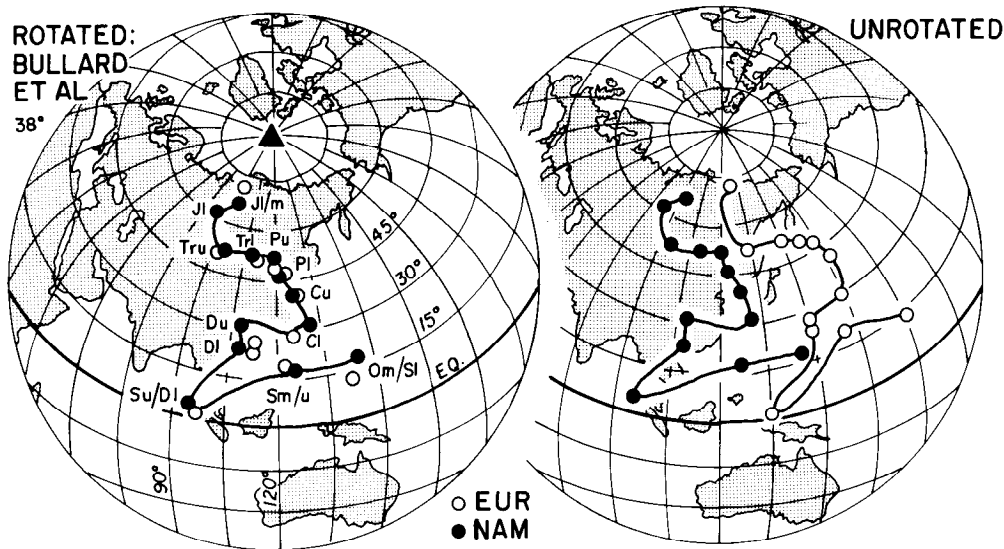 ROTATED:
BULLARD
ET AL
38°
UNROTATED
Jl
Jl/m
Tru
Trl
Pu
Pl
Cu
Cl
Du
Dl
Su/Dl
Sm/u
Om/Sl
45°
30°
15°
EQ.
90°
120°
EUR
NAM